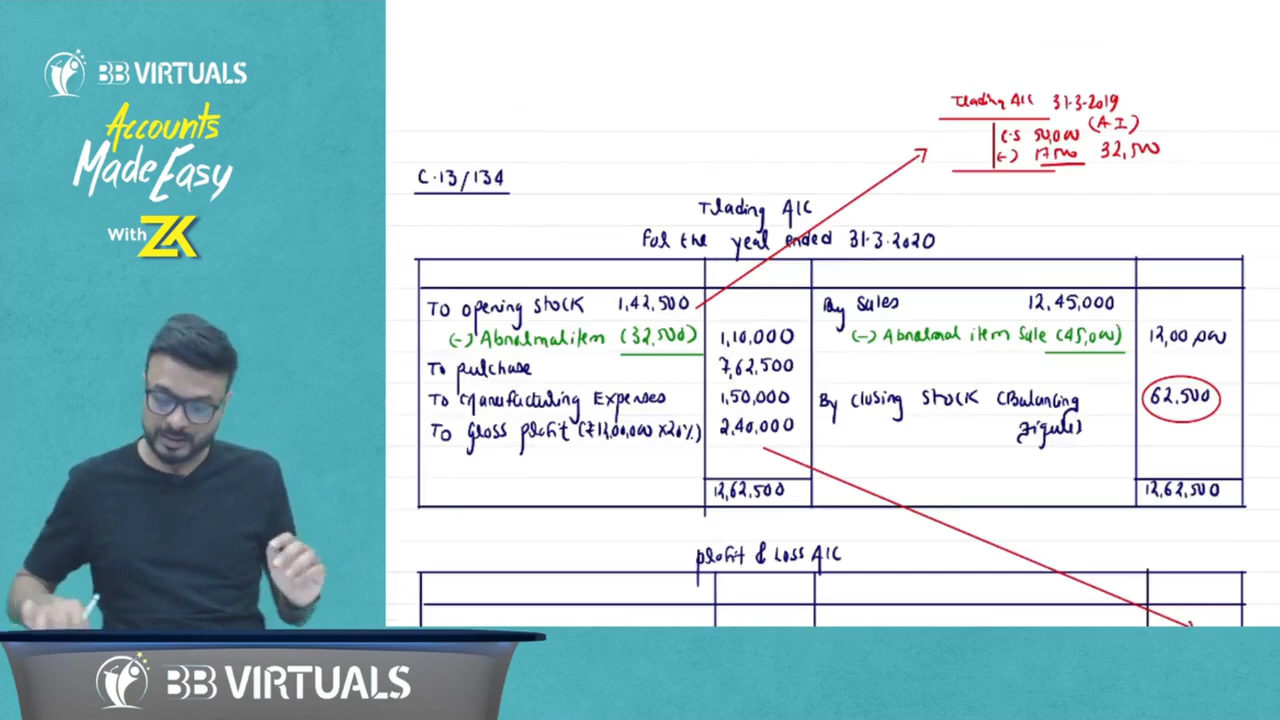 BB VIRTUALS
Accounts
Made Easy
With ZK
Trading A/C 31.3.2019
C.S 50,000 (A.I)
(-) 17500 32,500
C.13/134
Trading A/C
For the year ended 31.3.2020
To opening stock 1,42,500
(-) Abnormal item (32,500) 1,10,000
To purchase 7,62,500
To Manufacturing Expenses 1,50,000
To Gross profit (₹12,00,000 x20%) 2,40,000
12,62,500
By Sales 12,45,000
(-) Abnormal item Sale (45,000) 12,00,000
By Closing Stock (Balancing 62,500
Figure)
12,62,500
Profit & Loss A/C
BB VIRTUALS